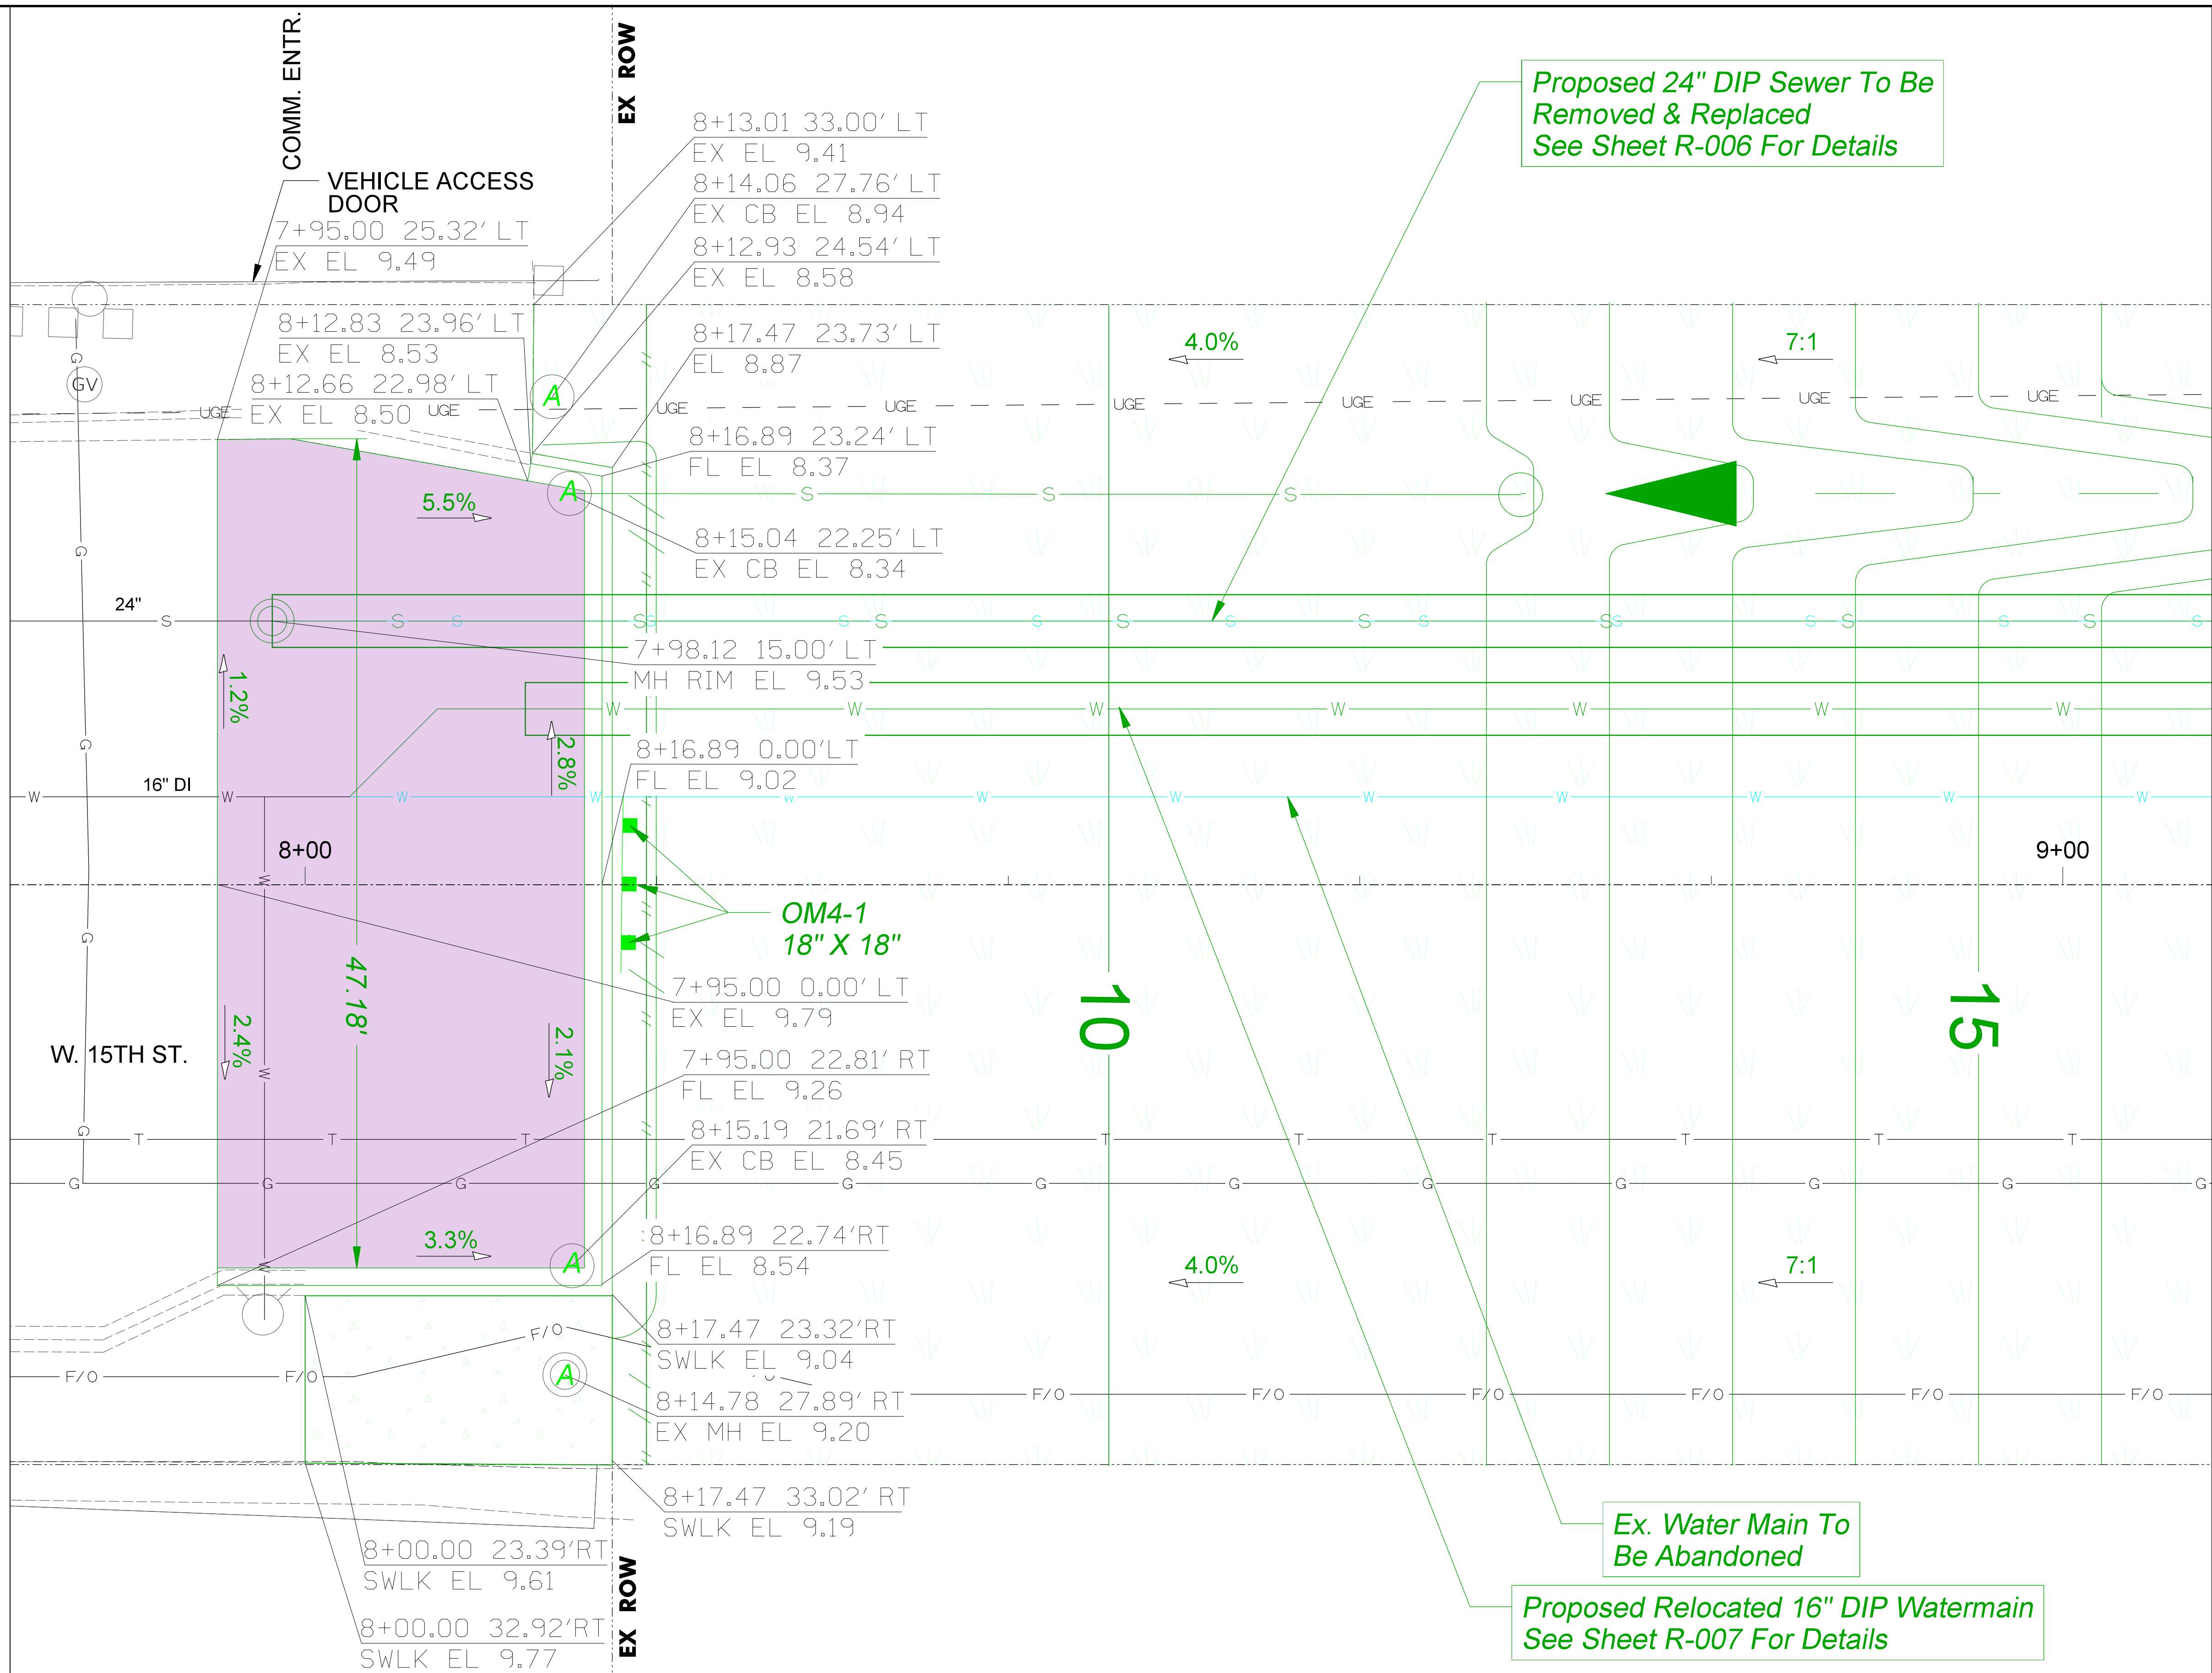 COMM. ENTR.
EX ROW
VEHICLE ACCESS
DOOR
7+95.00 25.32' LT
EX EL 9.49
8+12.83 23.96' LT
EX EL 8.53
8+12.66 22.98' LT
EX EL 8.50
8+13.01 33.00' LT
EX EL 9.41
8+14.06 27.76' LT
EX CB EL 8.94
8+12.93 24.54' LT
EX EL 8.58
8+17.47 23.73' LT
EL 8.87
8+16.89 23.24' LT
FL EL 8.37
8+15.04 22.25' LT
EX CB EL 8.34
Proposed 24" DIP Sewer To Be
Removed & Replaced
See Sheet R-006 For Details
4.0%
7:1
GV
G
UGE UGE UGE UGE UGE UGE UGE UGE UGE
A
A
5.5%
S S S
G
24"
S S S S S S S S S S S S S S S S S S
7+98.12 15.00' LT
MH RIM EL 9.53
1.2%
W W W W W W W
G
2.8%
8+16.89 0.00'LT
FL EL 9.02
16" DI
W W W W W W W W W W W W
8+00
9+00
W
OM4-1
18" X 18"
G
47.18'
7+95.00 0.00' LT
EX EL 9.79
10
15
2.4%
2.1%
W. 15TH ST.
W
7+95.00 22.81' RT
FL EL 9.26
8+15.19 21.69' RT
EX CB EL 8.45
G
T T T T T T T T T
G G G G G G G G G G G G
3.3%
A
W
8+16.89 22.74'RT
FL EL 8.54
4.0%
7:1
8+17.47 23.32'RT
SWLK EL 9.04
F/O F/O F/O F/O F/O F/O F/O F/O F/O
A
8+14.78 27.89' RT
EX MH EL 9.20
8+17.47 33.02' RT
SWLK EL 9.19
8+00.00 23.39'RT
SWLK EL 9.61
8+00.00 32.92'RT
SWLK EL 9.77
EX ROW
Ex. Water Main To
Be Abandoned
Proposed Relocated 16" DIP Watermain
See Sheet R-007 For Details